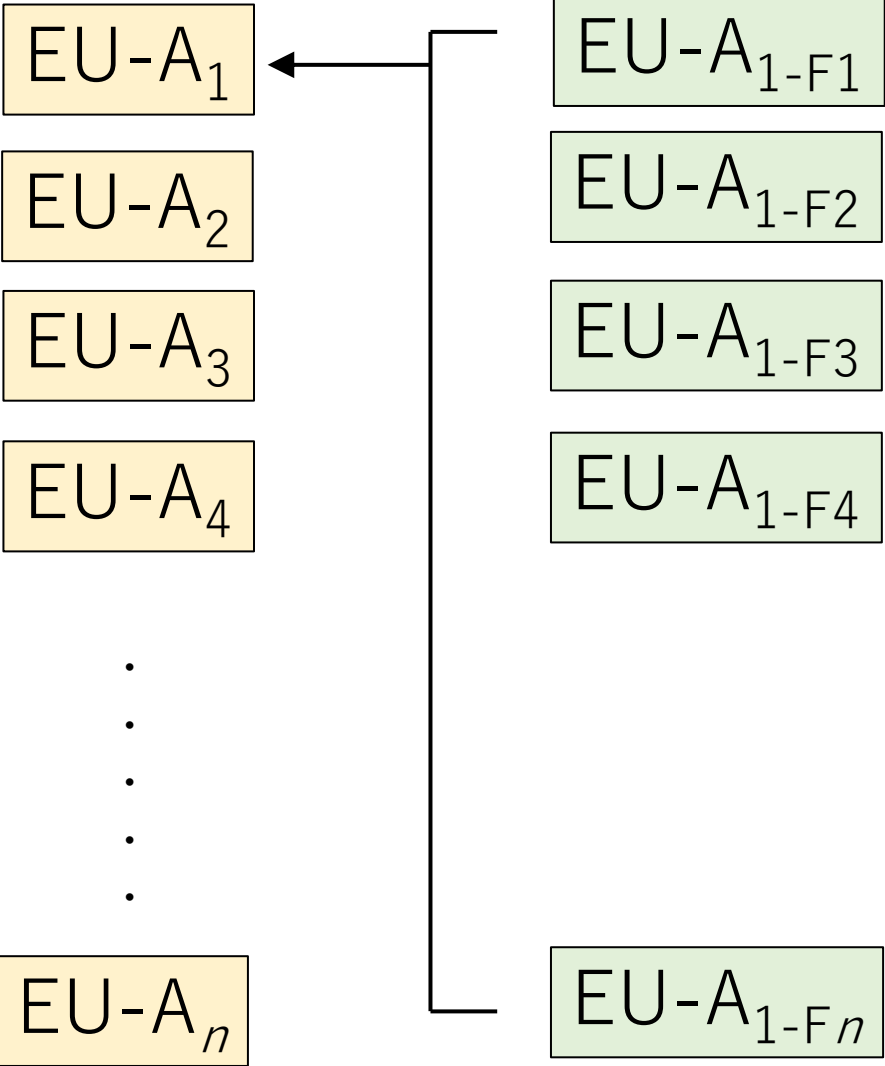 EU-A1
EU-A2
EU-A3
EU-A4
.
.
.
.
.
EU-An
EU-A1-F1
EU-A1-F2
EU-A1-F3
EU-A1-F4
EU-A1-Fn